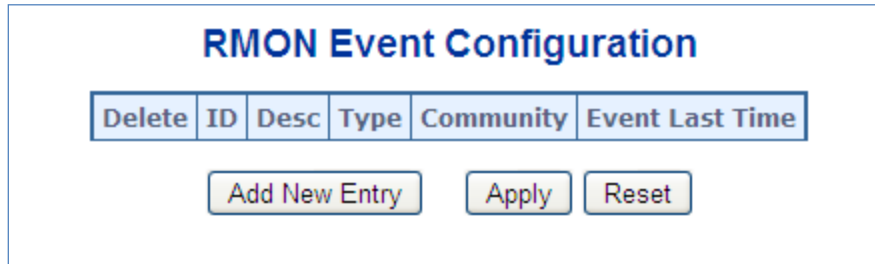 RMON Event Configuration
Delete ID Desc Type Community Event Last Time
Add New Entry Apply Reset